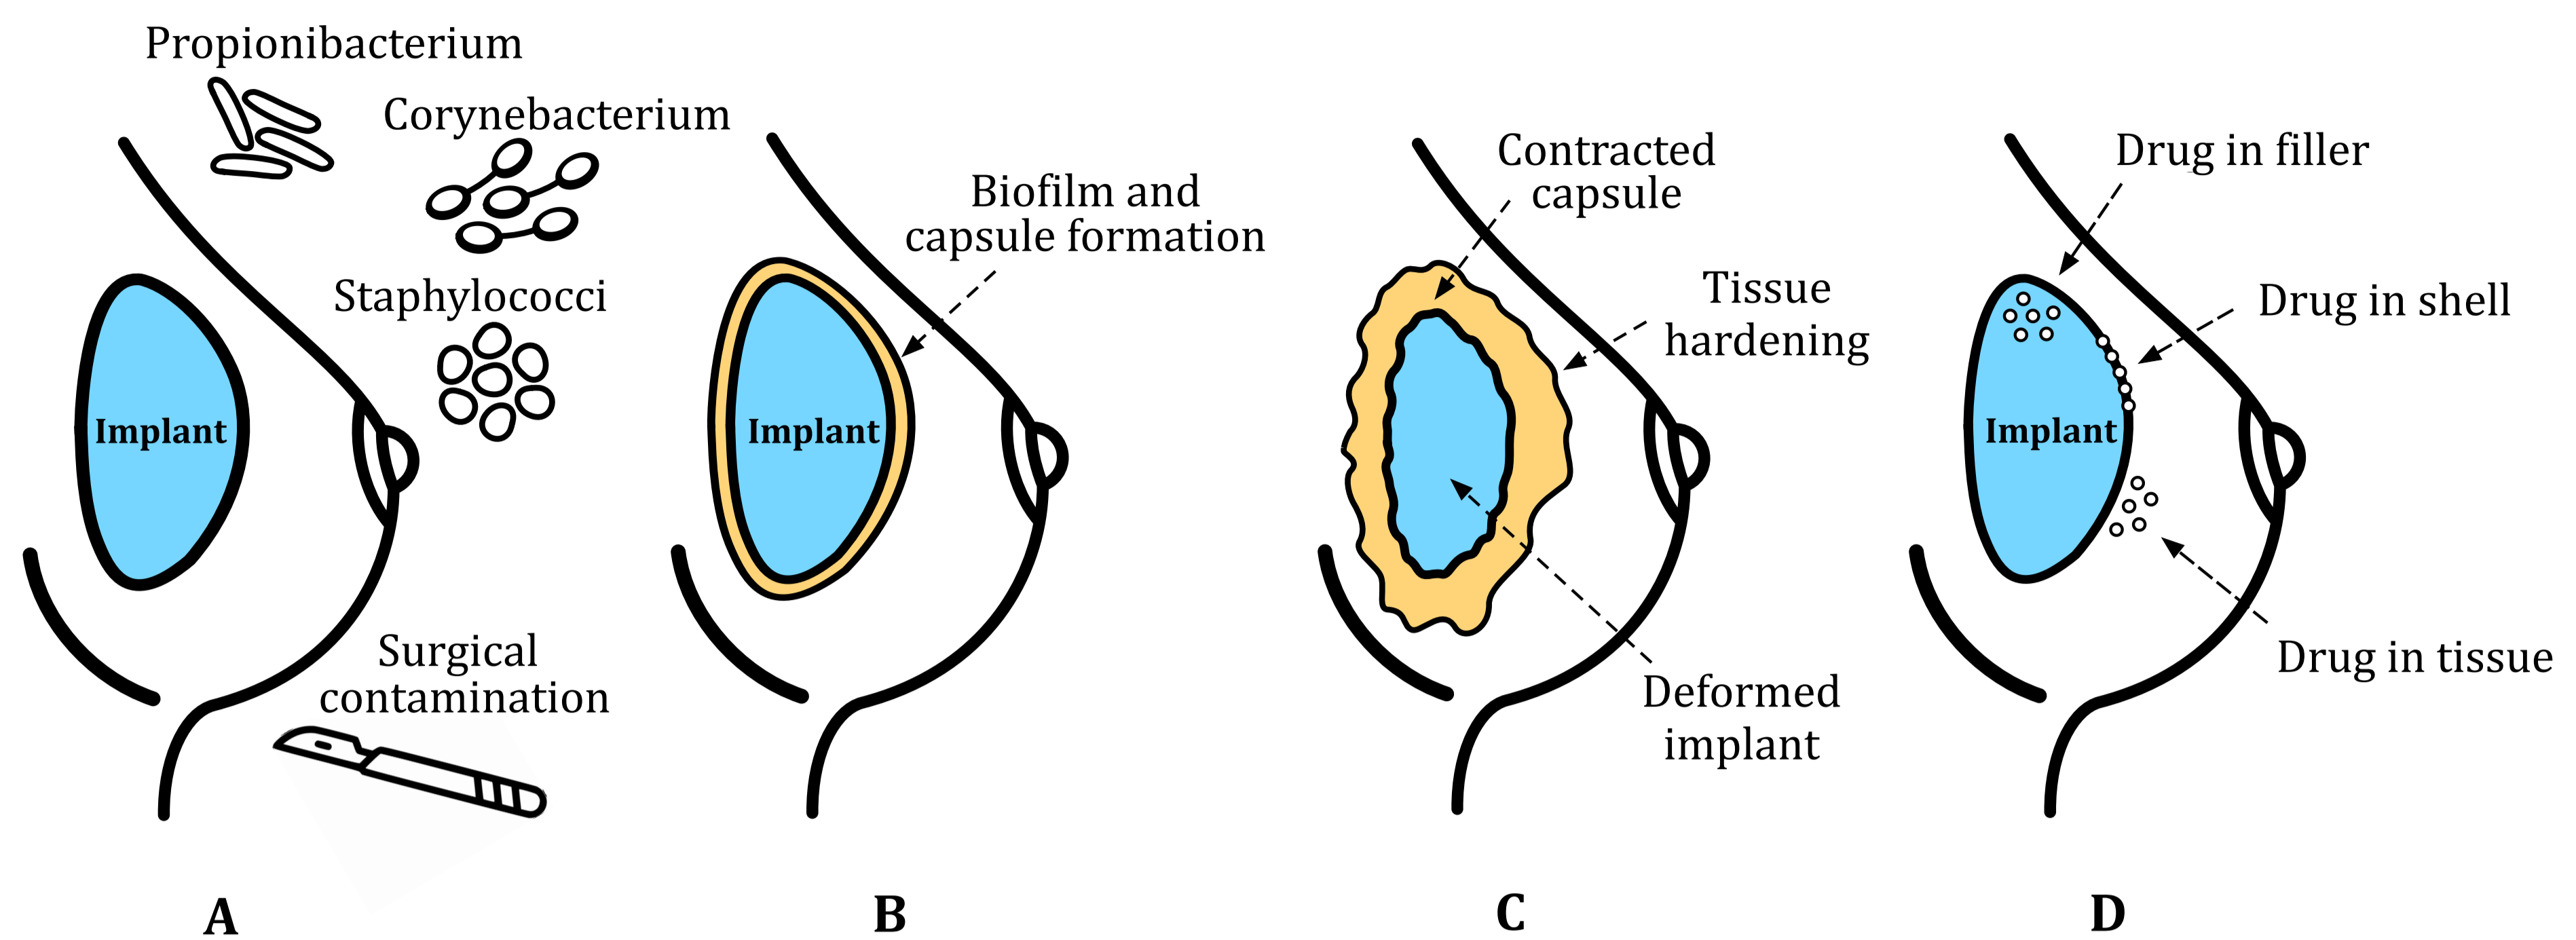 Propionibacterium
Corynebacterium
Staphylococci
Implant
Surgical
contamination
A
Biofilm and
capsule formation
Implant
B
Contracted
capsule
Tissue
hardening
Deformed
implant
C
Drug in filler
Drug in shell
Implant
Drug in tissue
D